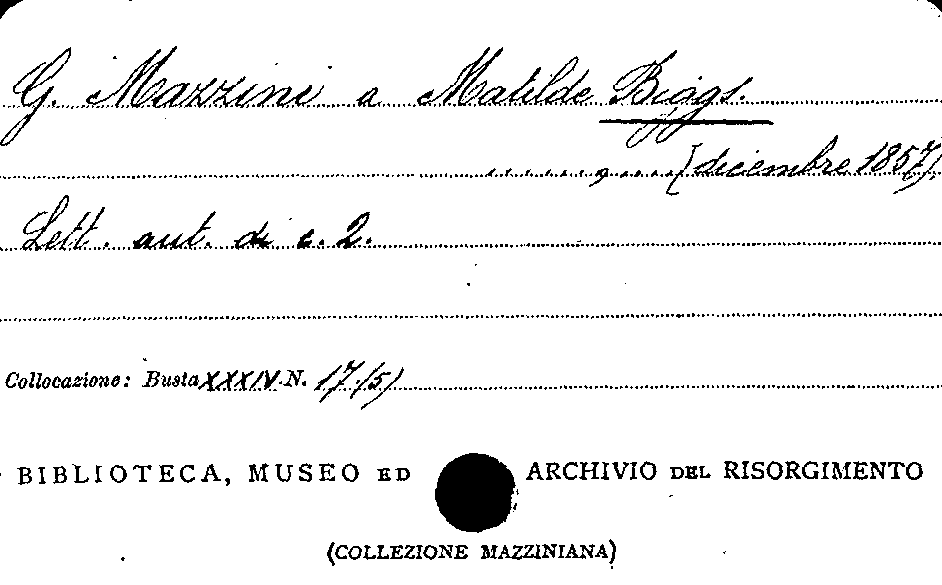 G. Mazzini a Matilde Biggs.
......, ....[dicembre 1857].
Lett. aut. di c. 2.
Collocazione: Busta XXXIV N. 17 (5)
BIBLIOTECA, MUSEO ED ARCHIVIO DEL RISORGIMENTO
(COLLEZIONE MAZZINIANA)